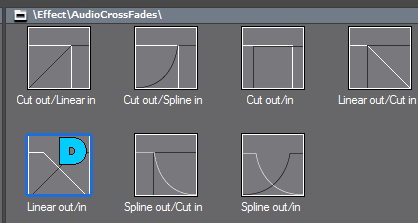 \Effect\AudioCrossFades\
Cut out/Linear in
Cut out/Spline in
Cut out/in
Linear out/Cut in
D
Linear out/in
Spline out/Cut in
Spline out/in